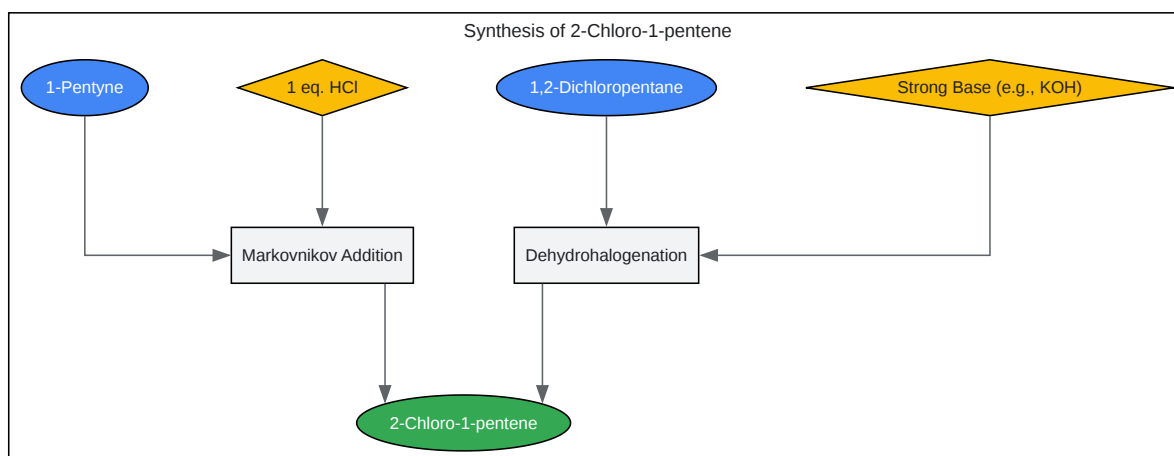 Synthesis of 2-Chloro-1-pentene
1-Pentyne
1 eq. HCl
1,2-Dichloropentane
Strong Base (e.g., KOH)
Markovnikov Addition
Dehydrohalogenation
2-Chloro-1-pentene